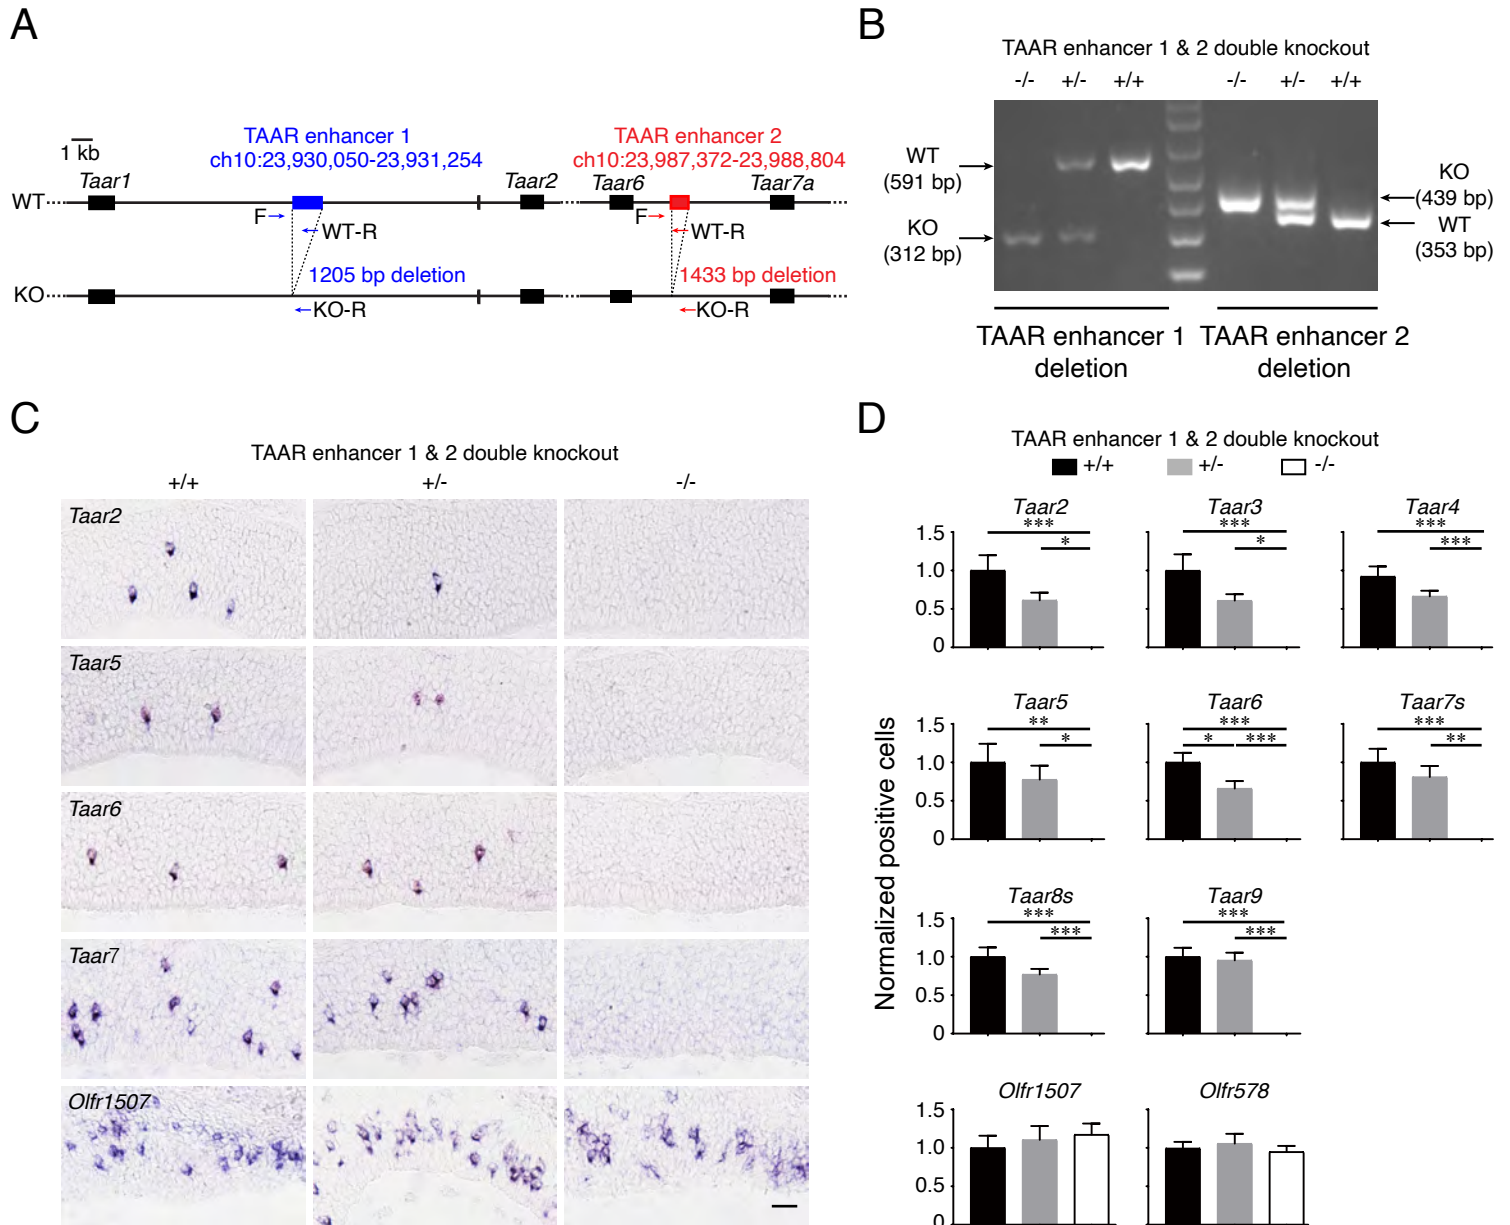 A
TAAR enhancer 1
ch10:23,930,050-23,931,254
TAAR enhancer 2
ch10:23,987,372-23,988,804
1 kb
Taar1
Taar2
Taar6
Taar7a
WT
F
WT-R
F
WT-R
1205 bp deletion
1433 bp deletion
KO
KO-R
KO-R
B
TAAR enhancer 1 & 2 double knockout
-/- +/- +/+ -/- +/- +/+
WT
(591 bp)
KO
(312 bp)
KO
(439 bp)
WT
(353 bp)
TAAR enhancer 1
deletion
TAAR enhancer 2
deletion
C
TAAR enhancer 1 & 2 double knockout
+/+ +/- -/-
Taar2
Taar5
Taar6
Taar7
Olfr1507
D
TAAR enhancer 1 & 2 double knockout
+/+ +/- -/-
Normalized positive cells
Taar2
1.5
1.0
0.5
0
***
*
Taar3
***
*
Taar4
***
***
Taar5
1.5
1.0
0.5
0
**
*
Taar6
***
* ***
Taar7s
***
**
Taar8s
1.5
1.0
0.5
0
***
***
Taar9
***
***
Olfr1507
1.5
1.0
0.5
0
Olfr578